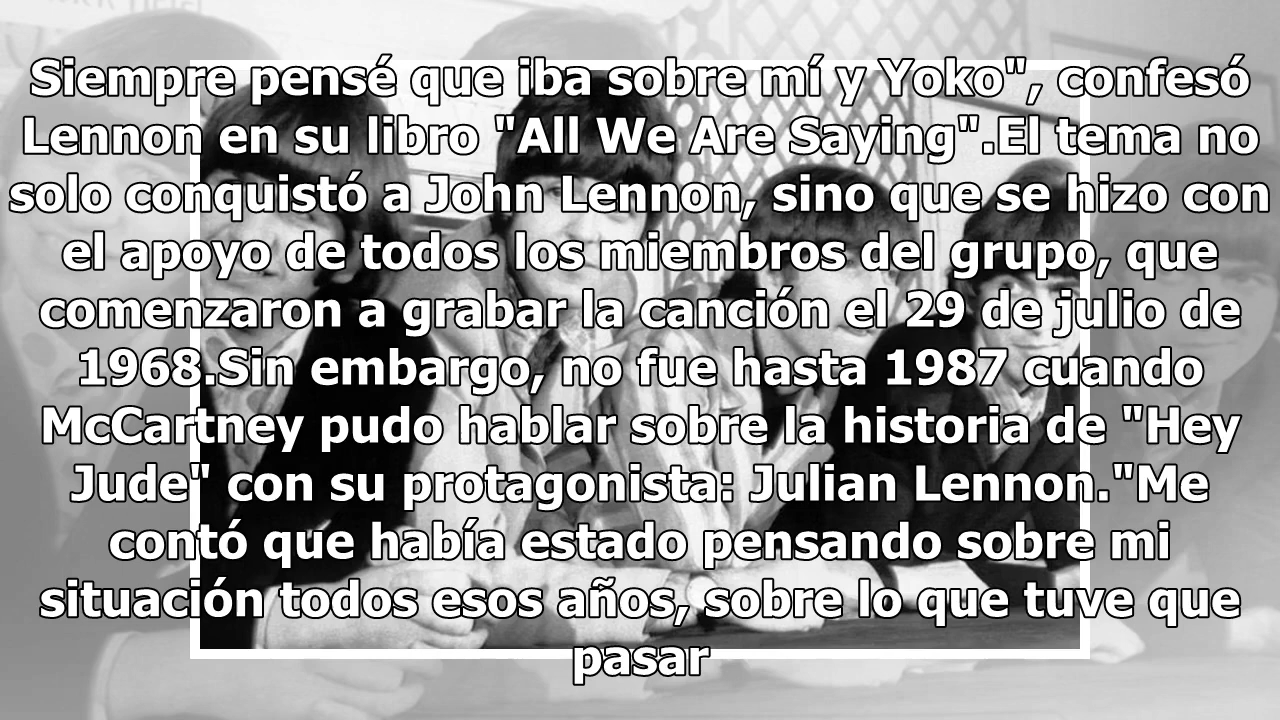 Siempre pensé que iba sobre mí y Yoko", confesó
Lennon en su libro "All We Are Saying".El tema no
solo conquistó a John Lennon, sino que se hizo con
el apoyo de todos los miembros del grupo, que
comenzaron a grabar la canción el 29 de julio de
1968.Sin embargo, no fue hasta 1987 cuando
McCartney pudo hablar sobre la historia de "Hey
Jude" con su protagonista: Julian Lennon."Me
contó que había estado pensando sobre mi
situación todos esos años, sobre lo que tuve que
pasar